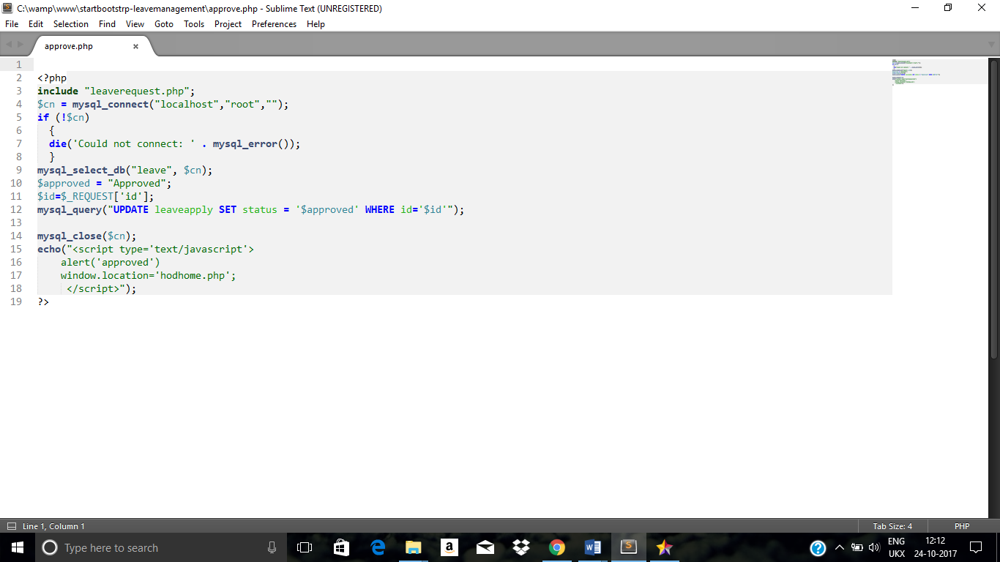 C:\wamp\www\startbootstrp-leavemanagement\approve.php - Sublime Text (UNREGISTERED)
File Edit Selection Find View Goto Tools Project Preferences Help
approve.php ×
1
2 <?php
3 include "leaverequest.php";
4 $cn = mysql_connect("localhost","root","");
5 if (!$cn)
6 {
7 die('Could not connect: ' . mysql_error());
8 }
9 mysql_select_db("leave", $cn);
10 $approved = "Approved";
11 $id=$_REQUEST['id'];
12 mysql_query("UPDATE leaveapply SET status = '$approved' WHERE id='$id'");
13
14 mysql_close($cn);
15 echo("<script type='text/javascript'>
16 alert('approved')
17 window.location='hodhome.php';
18 </script>");
19 ?>
Line 1, Column 1 Tab Size: 4 PHP
Type here to search
ENG 12:12
UKX 24-10-2017